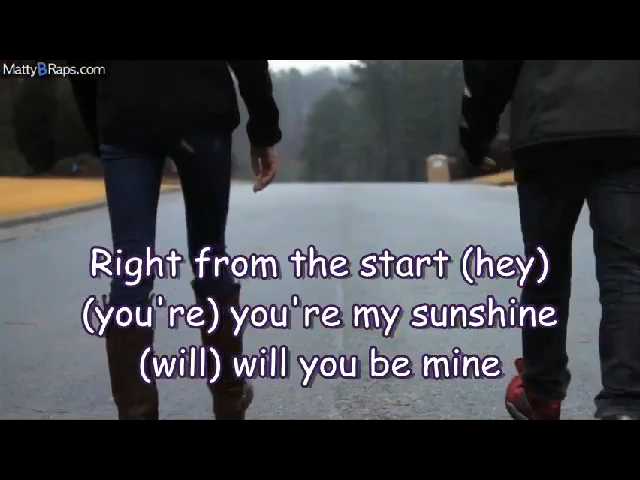 MattyBRaps.com
Right from the start (hey)
(you're) you're my sunshine
(will) will you be mine